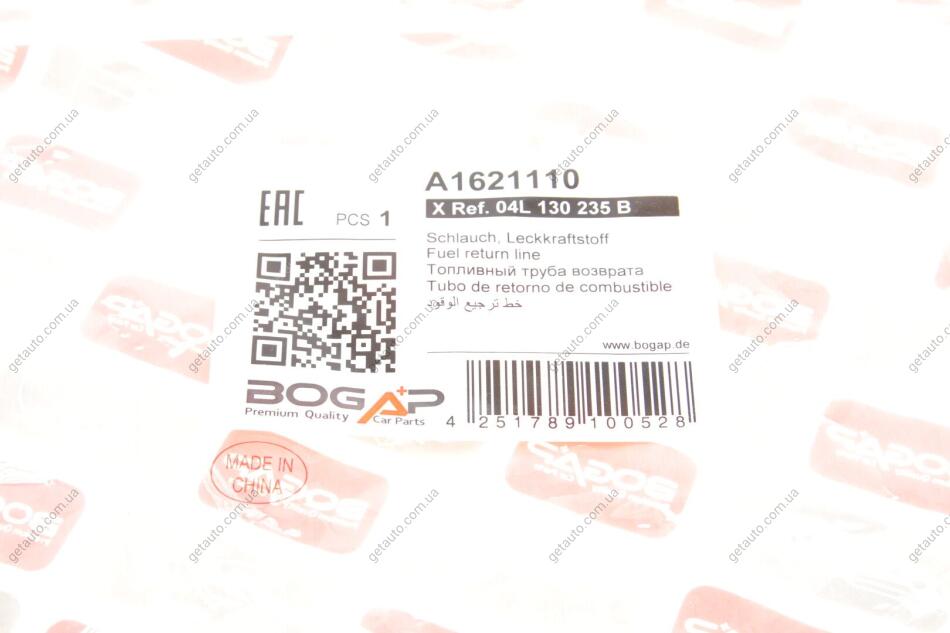 A1621110
X Ref. 04L 130 235 B
EAC
PCS 1
Schlauch, Leckkraftstoff
Fuel return line
Топливный труба возврата
Tubo de retorno de combustible
خط ترجيع الوقود
www.bogap.de
BOGAP
Premium Quality Car Parts
4 251789 100528
MADE IN
CHINA
getauto.com.ua